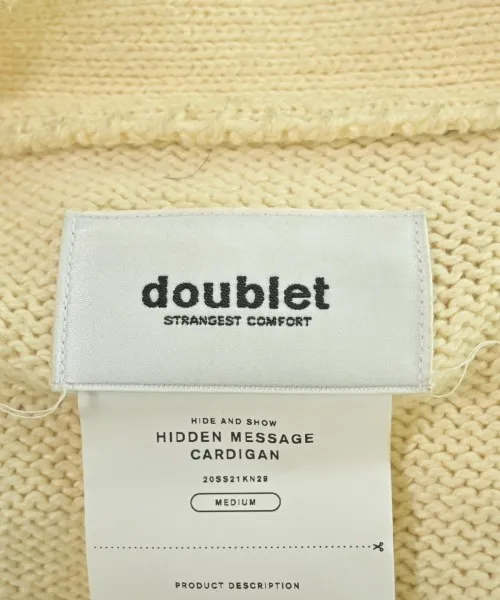 doublet
STRANGEST COMFORT
HIDE AND SHOW
HIDDEN MESSAGE
CARDIGAN
20SS21KN29
MEDIUM
PRODUCT DESCRIPTION